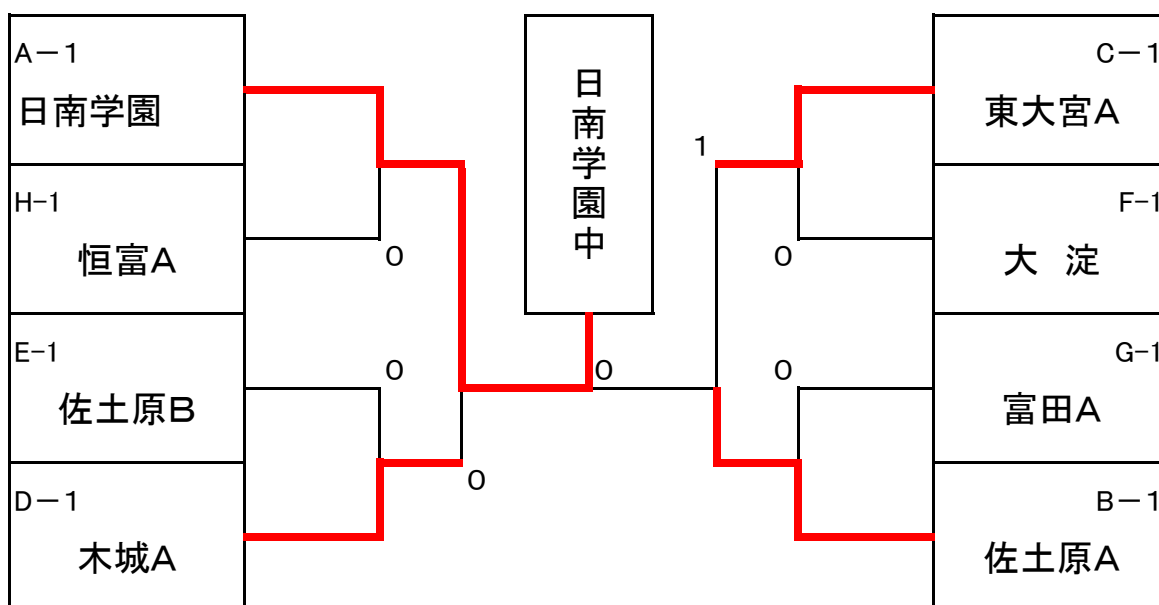 A－1
日南学園
H-1
恒富A
E-1
佐土原B
D－1
木城A
0
0
0
日南学園中
0
1
0
0
C－1
東大宮A
F-1
大　淀
G-1
富田A
B－1
佐土原A